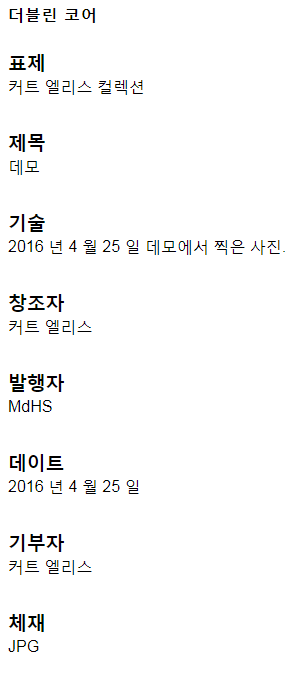 더블린 코어
표제
커트 엘리스 컬렉션
제목
데모
기술
2016 년 4 월 25 일 데모에서 찍은 사진.
창조자
커트 엘리스
발행자
MdHS
데이트
2016 년 4 월 25 일
기부자
커트 엘리스
체재
JPG